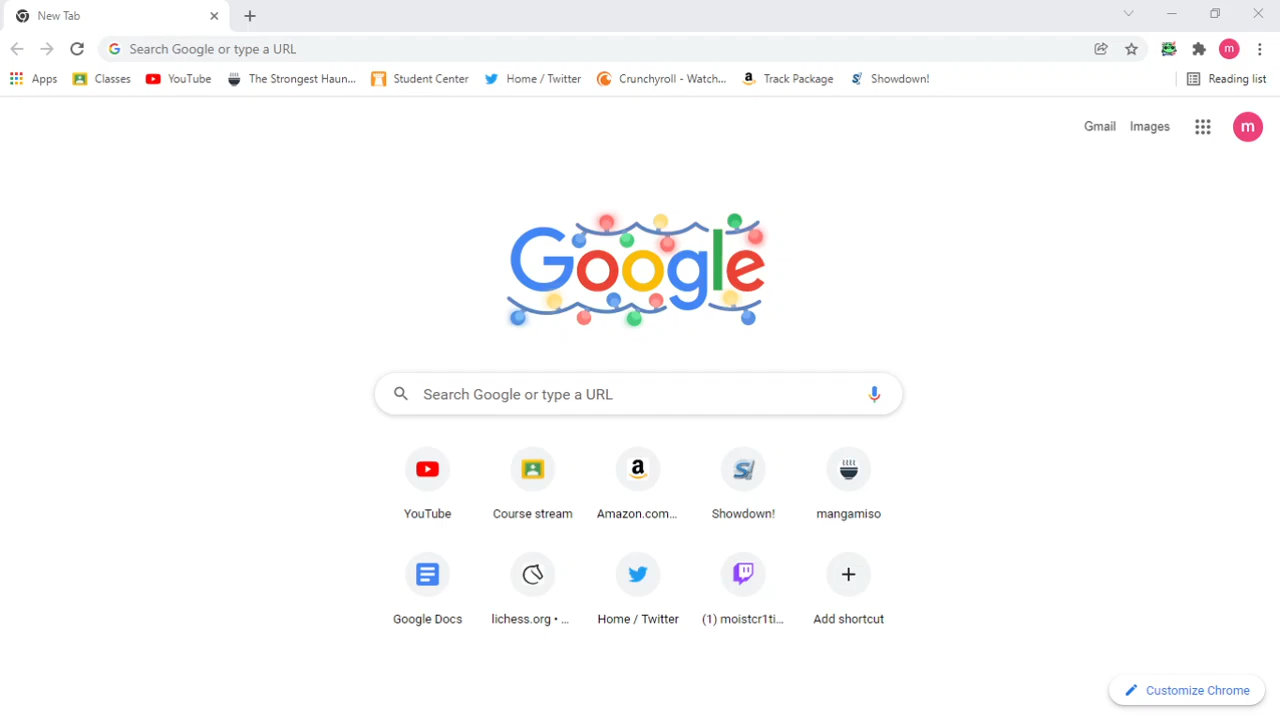 New Tab
Search Google or type a URL
m
Apps Classes YouTube The Strongest Haun... Student Center Home / Twitter Crunchyroll - Watch... Track Package Showdown! Reading list
Gmail Images m
Google
Search Google or type a URL
YouTube Course stream Amazon.com... Showdown! mangamiso
Google Docs lichess.org • ... Home / Twitter (1) moistcr1ti... Add shortcut
Customize Chrome